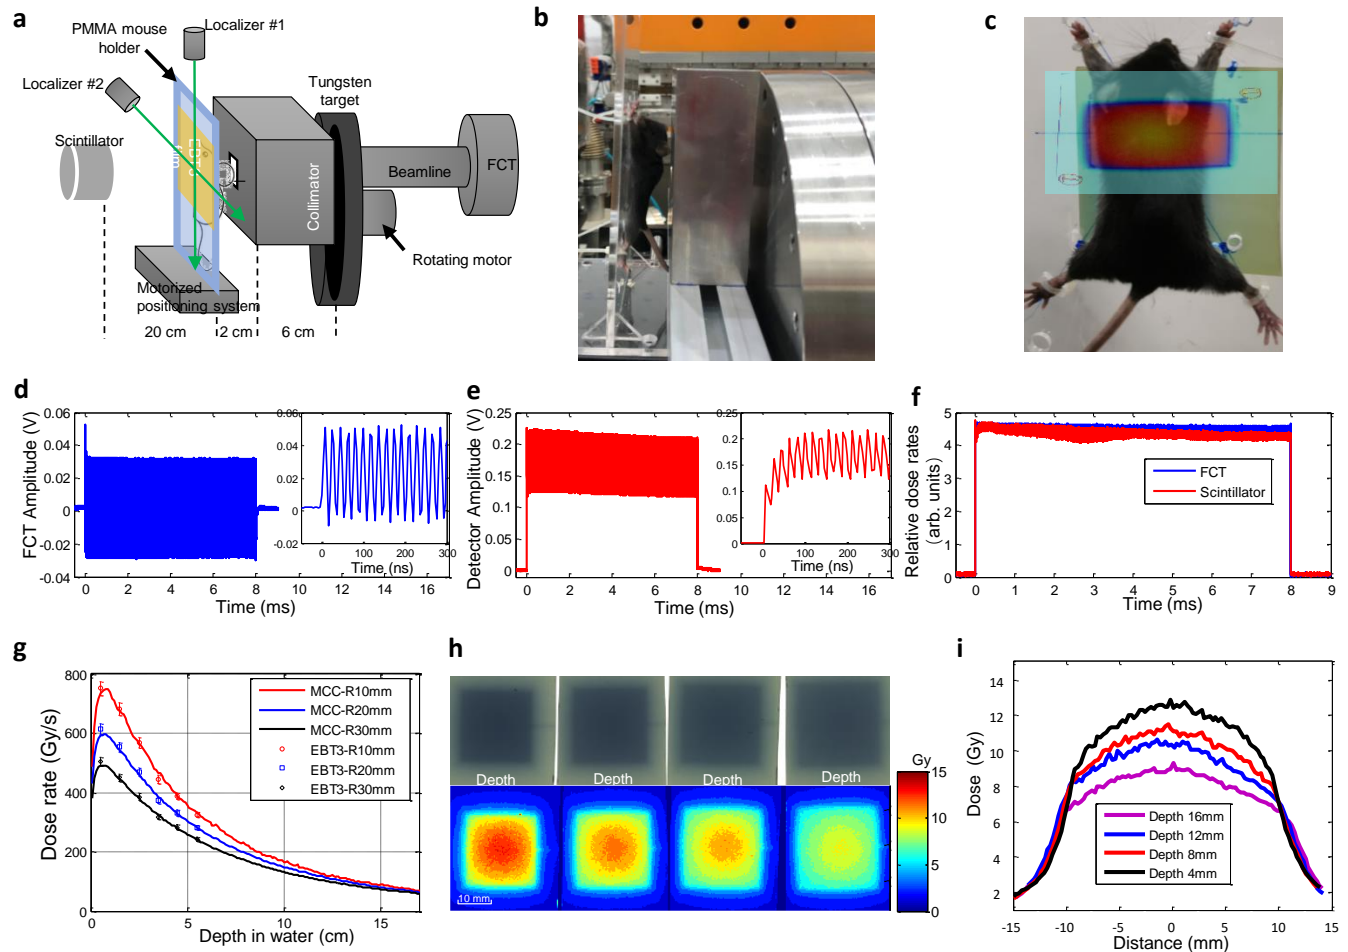 a
Localizer #1
PMMA mouse
holder
Localizer #2
Tungsten
target
Scintillator
EBT3
film
Collimator
Beamline
FCT
Rotating motor
Motorized
positioning system
20 cm
2 cm
6 cm
b
c
d
FCT Amplitude (V)
0.06
0.04
0.02
0
-0.02
-0.04
0 2 4 6 8 10 12 14 16
Time (ms)
0.06
0.04
0.02
0
-0.02
0 100 200 300
Time (ns)
e
Detector Amplitude (V)
0.25
0.20
0.15
0.10
0.05
0
0 2 4 6 8 10 12 14 16
Time (ms)
0.25
0.2
0.15
0.1
0.05
0
0 100 200 300
Time (ns)
f
Relative dose rates
(arb. units)
5
4
3
2
1
0
FCT
Scintillator
0 1 2 3 4 5 6 7 8 9
Time (ms)
g
Dose rate (Gy/s)
800
600
400
200
0
MCC-R10mm
MCC-R20mm
MCC-R30mm
EBT3-R10mm
EBT3-R20mm
EBT3-R30mm
0 5 10 15
Depth in water (cm)
h
Depth Depth Depth Depth
Gy
15
10
5
0
10 mm
i
Dose (Gy)
14
12
10
8
6
4
2
Depth 16mm
Depth 12mm
Depth 8mm
Depth 4mm
-15 -10 -5 0 5 10 15
Distance (mm)